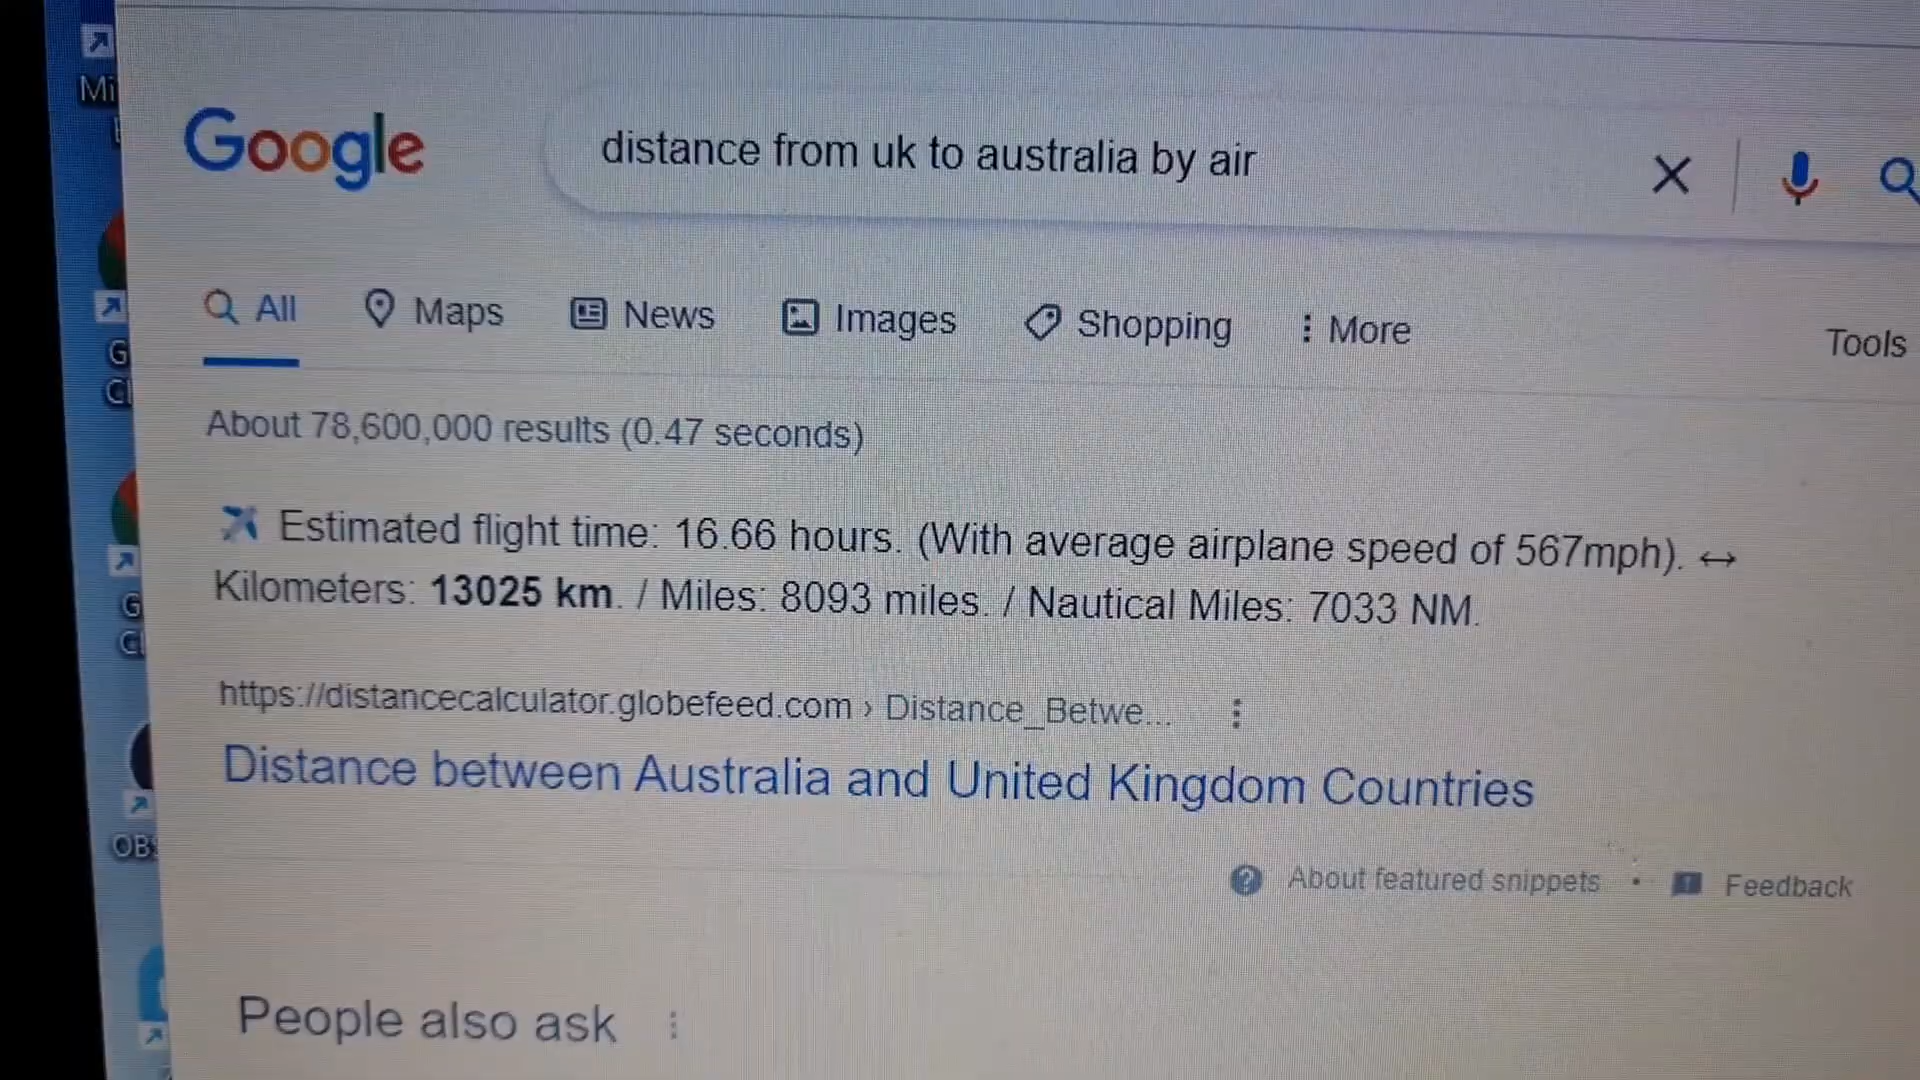 Mi
Google
distance from uk to australia by air
All
Maps
News
Images
Shopping
More
Tools
About 78,600,000 results (0.47 seconds)
Estimated flight time: 16.66 hours. (With average airplane speed of 567mph). ↔
Kilometers: 13025 km. / Miles: 8093 miles. / Nautical Miles: 7033 NM.
https://distancecalculator.globefeed.com › Distance_Betwe...
Distance between Australia and United Kingdom Countries
OBS
About featured snippets • Feedback
People also ask